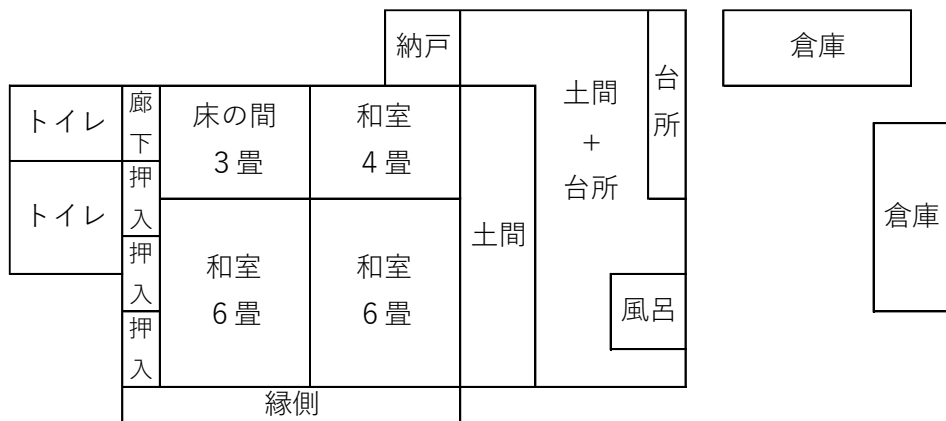 納戸
倉庫
トイレ
廊下
床の間
3畳
和室
4畳
土間
+
台所
台所
トイレ
押入
押入
押入
和室
6畳
和室
6畳
土間
倉庫
風呂
縁側